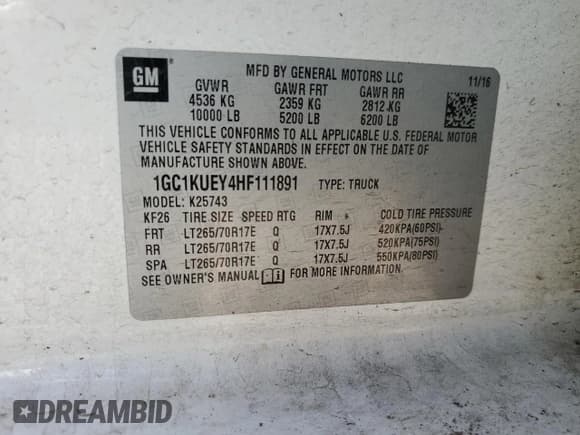 GM
MFD BY GENERAL MOTORS LLC 11/16
GVWR GAWR FRT GAWR RR
4536 KG 2359 KG 2812 KG
10000 LB 5200 LB 6200 LB
THIS VEHICLE CONFORMS TO ALL APPLICABLE U.S. FEDERAL MOTOR
VEHICLE SAFETY STANDARDS IN EFFECT ON THE DATE OF
MANUFACTURE SHOWN ABOVE.
1GC1KUEY4HF111891 TYPE: TRUCK
MODEL: K25743
KF26 TIRE SIZE SPEED RTG RIM COLD TIRE PRESSURE
FRT LT265/70R17E Q 17X7.5J 420KPA(60PSI)
RR LT265/70R17E Q 17X7.5J 520KPA(75PSI)
SPA LT265/70R17E Q 17X7.5J 550KPA(80PSI)
SEE OWNER'S MANUAL FOR MORE INFORMATION.
DREAMBID